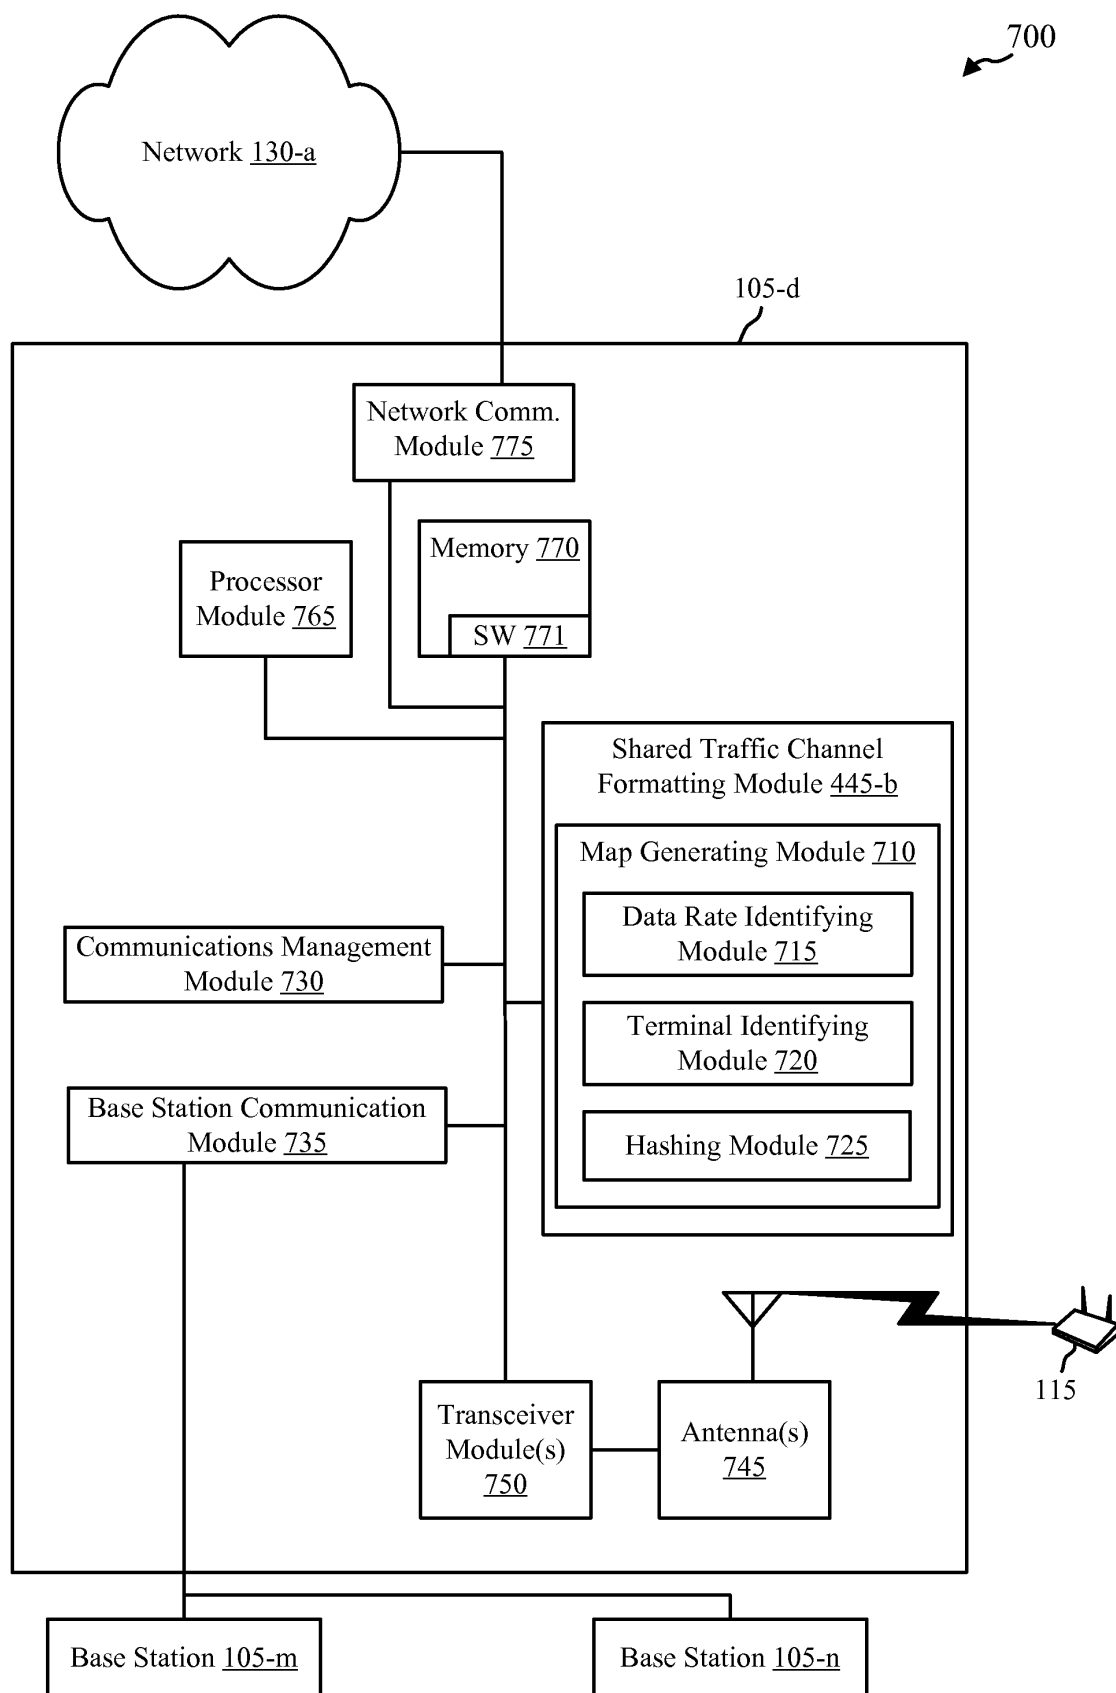 700
Network 130-a
105-d
Network Comm.
Module 775
Memory 770
SW 771
Processor
Module 765
Shared Traffic Channel
Formatting Module 445-b
Map Generating Module 710
Data Rate Identifying
Module 715
Communications Management
Module 730
Terminal Identifying
Module 720
Base Station Communication
Module 735
Hashing Module 725
115
Transceiver
Module(s)
750
Antenna(s)
745
Base Station 105-m
Base Station 105-n